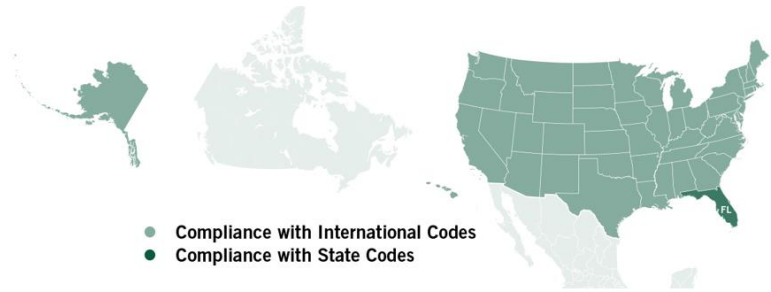 FL
Compliance with International Codes
Compliance with State Codes